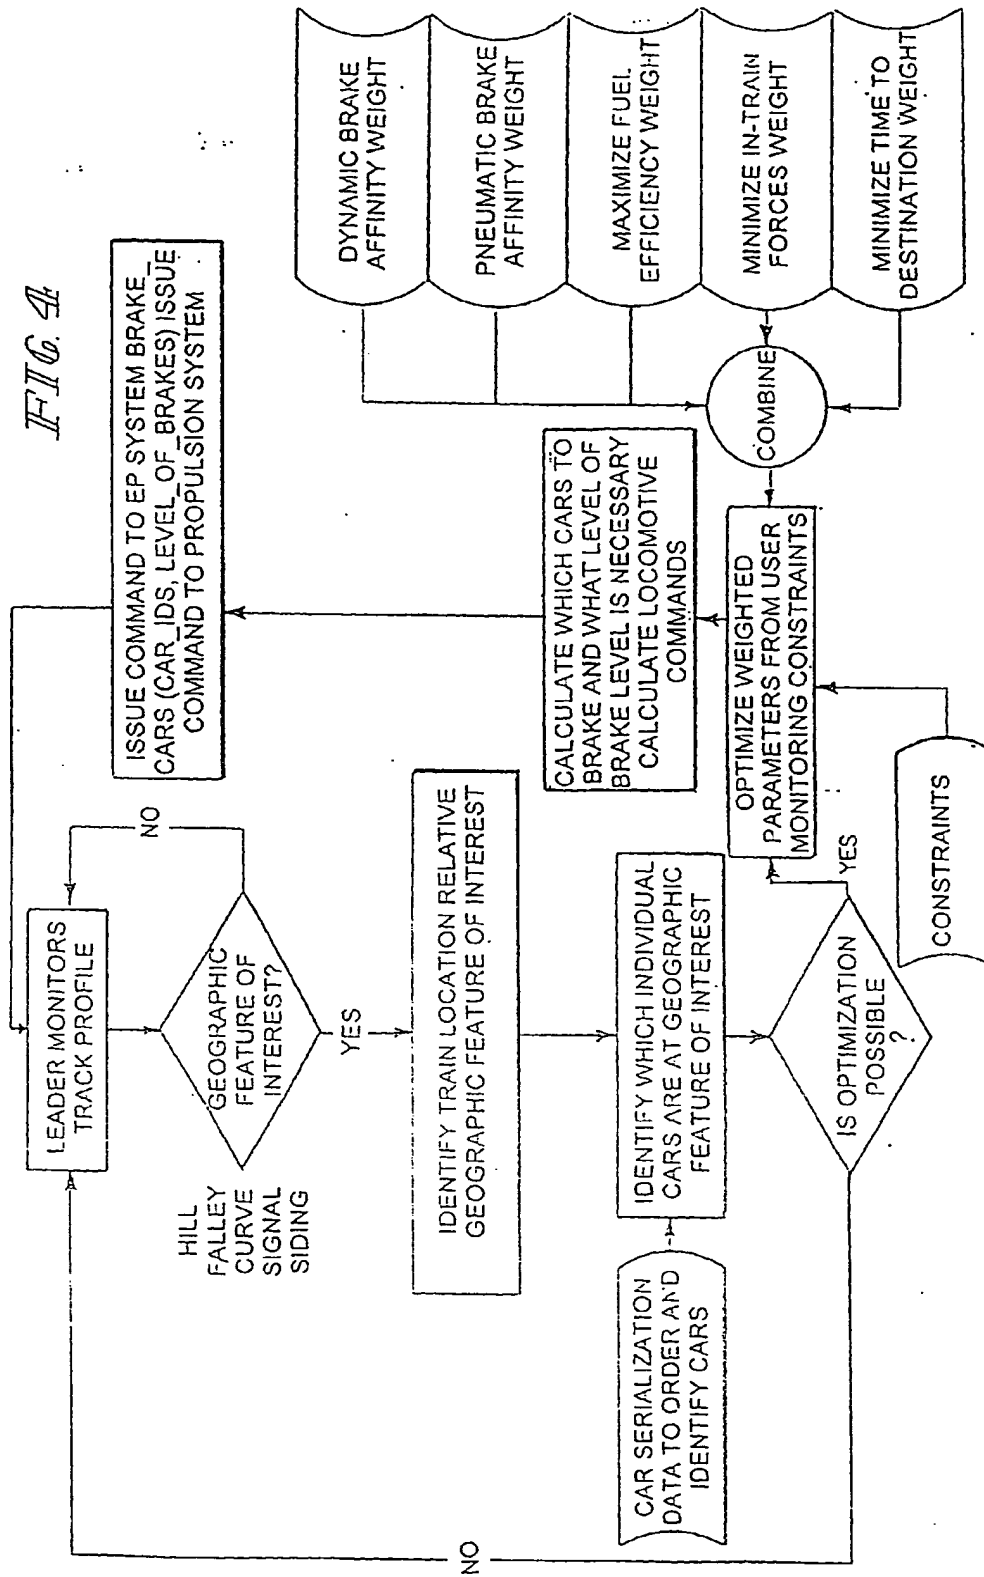 FIG. 4
LEADER MONITORS
TRACK PROFILE
GEOGRAPHIC
FEATURE OF
INTEREST?
NO
YES
HILL
FALLEY
CURVE
SIGNAL
SIDING
IDENTIFY TRAIN LOCATION RELATIVE
GEOGRAPHIC FEATURE OF INTEREST
CAR SERIALIZATION
DATA TO ORDER AND
IDENTIFY CARS
IDENTIFY WHICH INDIVIDUAL
CARS ARE AT GEOGRAPHIC
FEATURE OF INTEREST
IS OPTIMIZATION
POSSIBLE
?
NO
YES
CONSTRAINTS
OPTIMIZE WEIGHTED
PARAMETERS FROM USER
MONITORING CONSTRAINTS
CALCULATE WHICH CARS TO
BRAKE AND WHAT LEVEL OF
BRAKE LEVEL IS NECESSARY
CALCULATE LOCOMOTIVE
COMMANDS
ISSUE COMMAND TO EP SYSTEM BRAKE_
CARS (CAR_IDS, LEVEL_OF_BRAKES) ISSUE
COMMAND TO PROPULSION SYSTEM
COMBINE
DYNAMIC BRAKE
AFFINITY WEIGHT
PNEUMATIC BRAKE
AFFINITY WEIGHT
MAXIMIZE FUEL
EFFICIENCY WEIGHT
MINIMIZE IN-TRAIN
FORCES WEIGHT
MINIMIZE TIME TO
DESTINATION WEIGHT